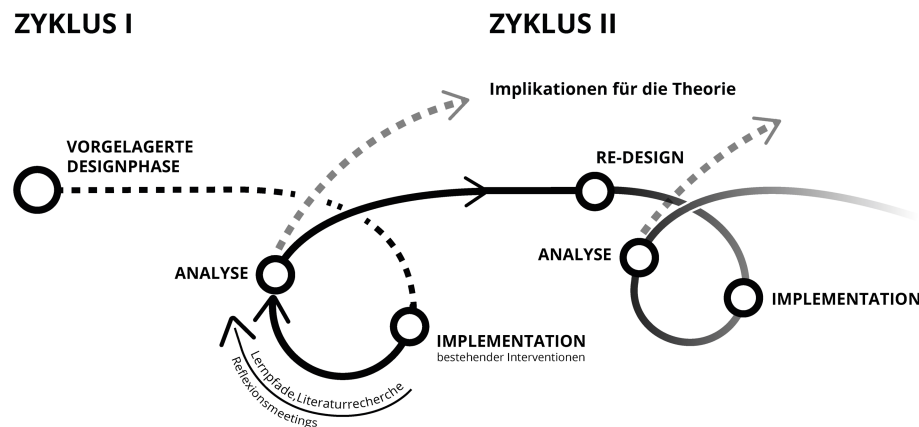 ZYKLUS I
ZYKLUS II
Implikationen für die Theorie
VORGELAGERTE
DESIGNPHASE
RE-DESIGN
ANALYSE
ANALYSE
IMPLEMENTATION
IMPLEMENTATION
bestehender Interventionen
Lernpfade,Literaturrecherche
Reflexionsmeetings